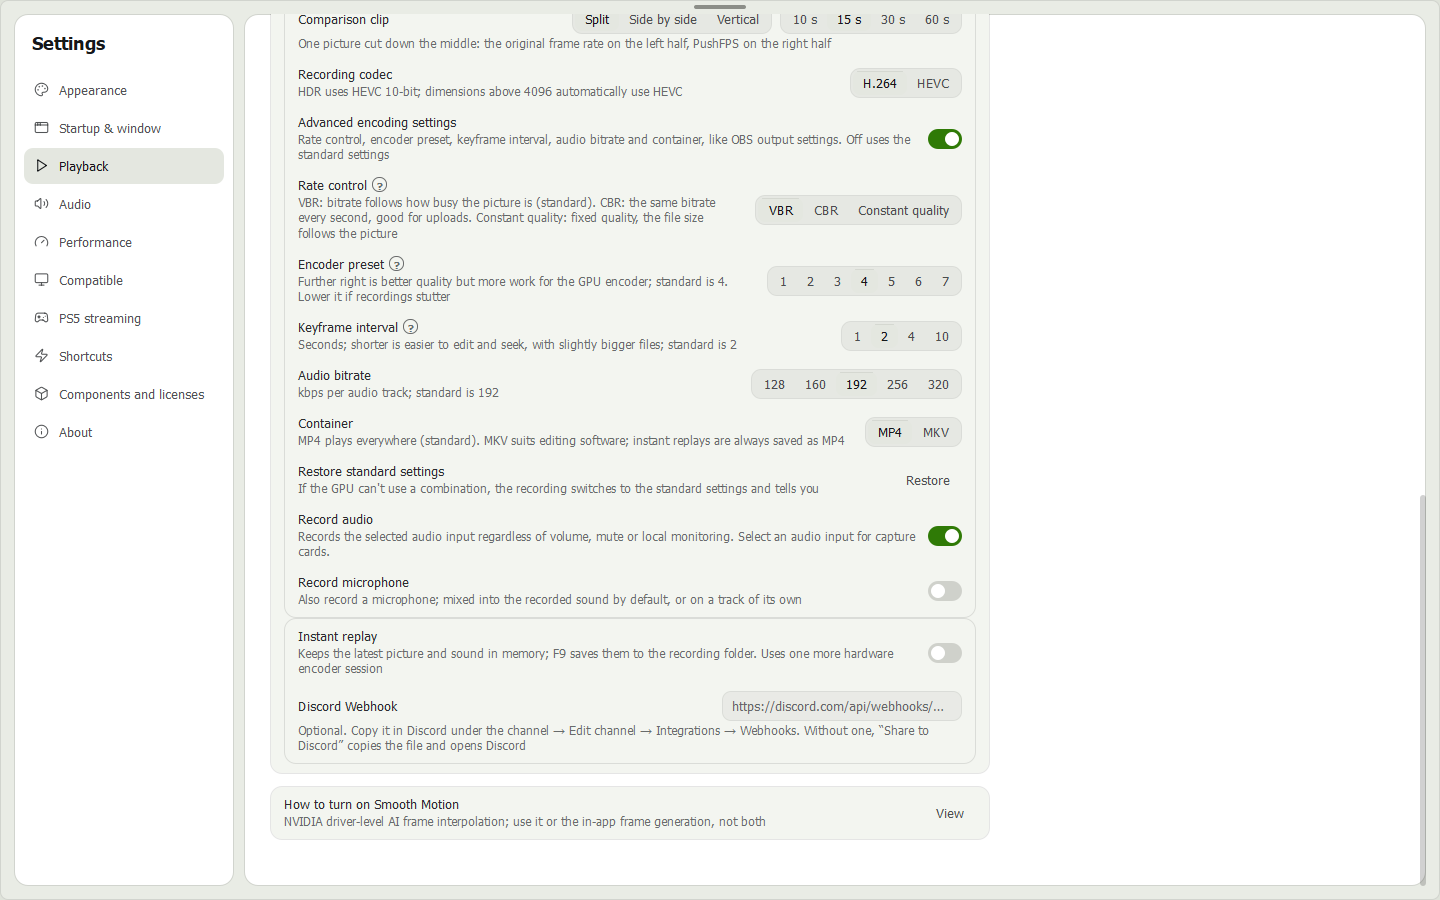 Settings
Appearance
Startup & window
Playback
Audio
Performance
Compatible
PS5 streaming
Shortcuts
Components and licenses
About
Comparison clip
Split Side by side Vertical
10 s 15 s 30 s 60 s
One picture cut down the middle: the original frame rate on the left half, PushFPS on the right half
Recording codec
HDR uses HEVC 10-bit; dimensions above 4096 automatically use HEVC
H.264 HEVC
Advanced encoding settings
Rate control, encoder preset, keyframe interval, audio bitrate and container, like OBS output settings. Off uses the
standard settings
Rate control ?
VBR: bitrate follows how busy the picture is (standard). CBR: the same bitrate
every second, good for uploads. Constant quality: fixed quality, the file size
follows the picture
VBR CBR Constant quality
Encoder preset ?
Further right is better quality but more work for the GPU encoder; standard is 4.
Lower it if recordings stutter
1 2 3 4 5 6 7
Keyframe interval ?
Seconds; shorter is easier to edit and seek, with slightly bigger files; standard is 2
1 2 4 10
Audio bitrate
kbps per audio track; standard is 192
128 160 192 256 320
Container
MP4 plays everywhere (standard). MKV suits editing software; instant replays are always saved as MP4
MP4 MKV
Restore standard settings
If the GPU can't use a combination, the recording switches to the standard settings and tells you
Restore
Record audio
Records the selected audio input regardless of volume, mute or local monitoring. Select an audio input for capture
cards.
Record microphone
Also record a microphone; mixed into the recorded sound by default, or on a track of its own
Instant replay
Keeps the latest picture and sound in memory; F9 saves them to the recording folder. Uses one more hardware
encoder session
Discord Webhook
https://discord.com/api/webhooks/...
Optional. Copy it in Discord under the channel → Edit channel → Integrations → Webhooks. Without one, “Share to
Discord” copies the file and opens Discord
How to turn on Smooth Motion
NVIDIA driver-level AI frame interpolation; use it or the in-app frame generation, not both
View